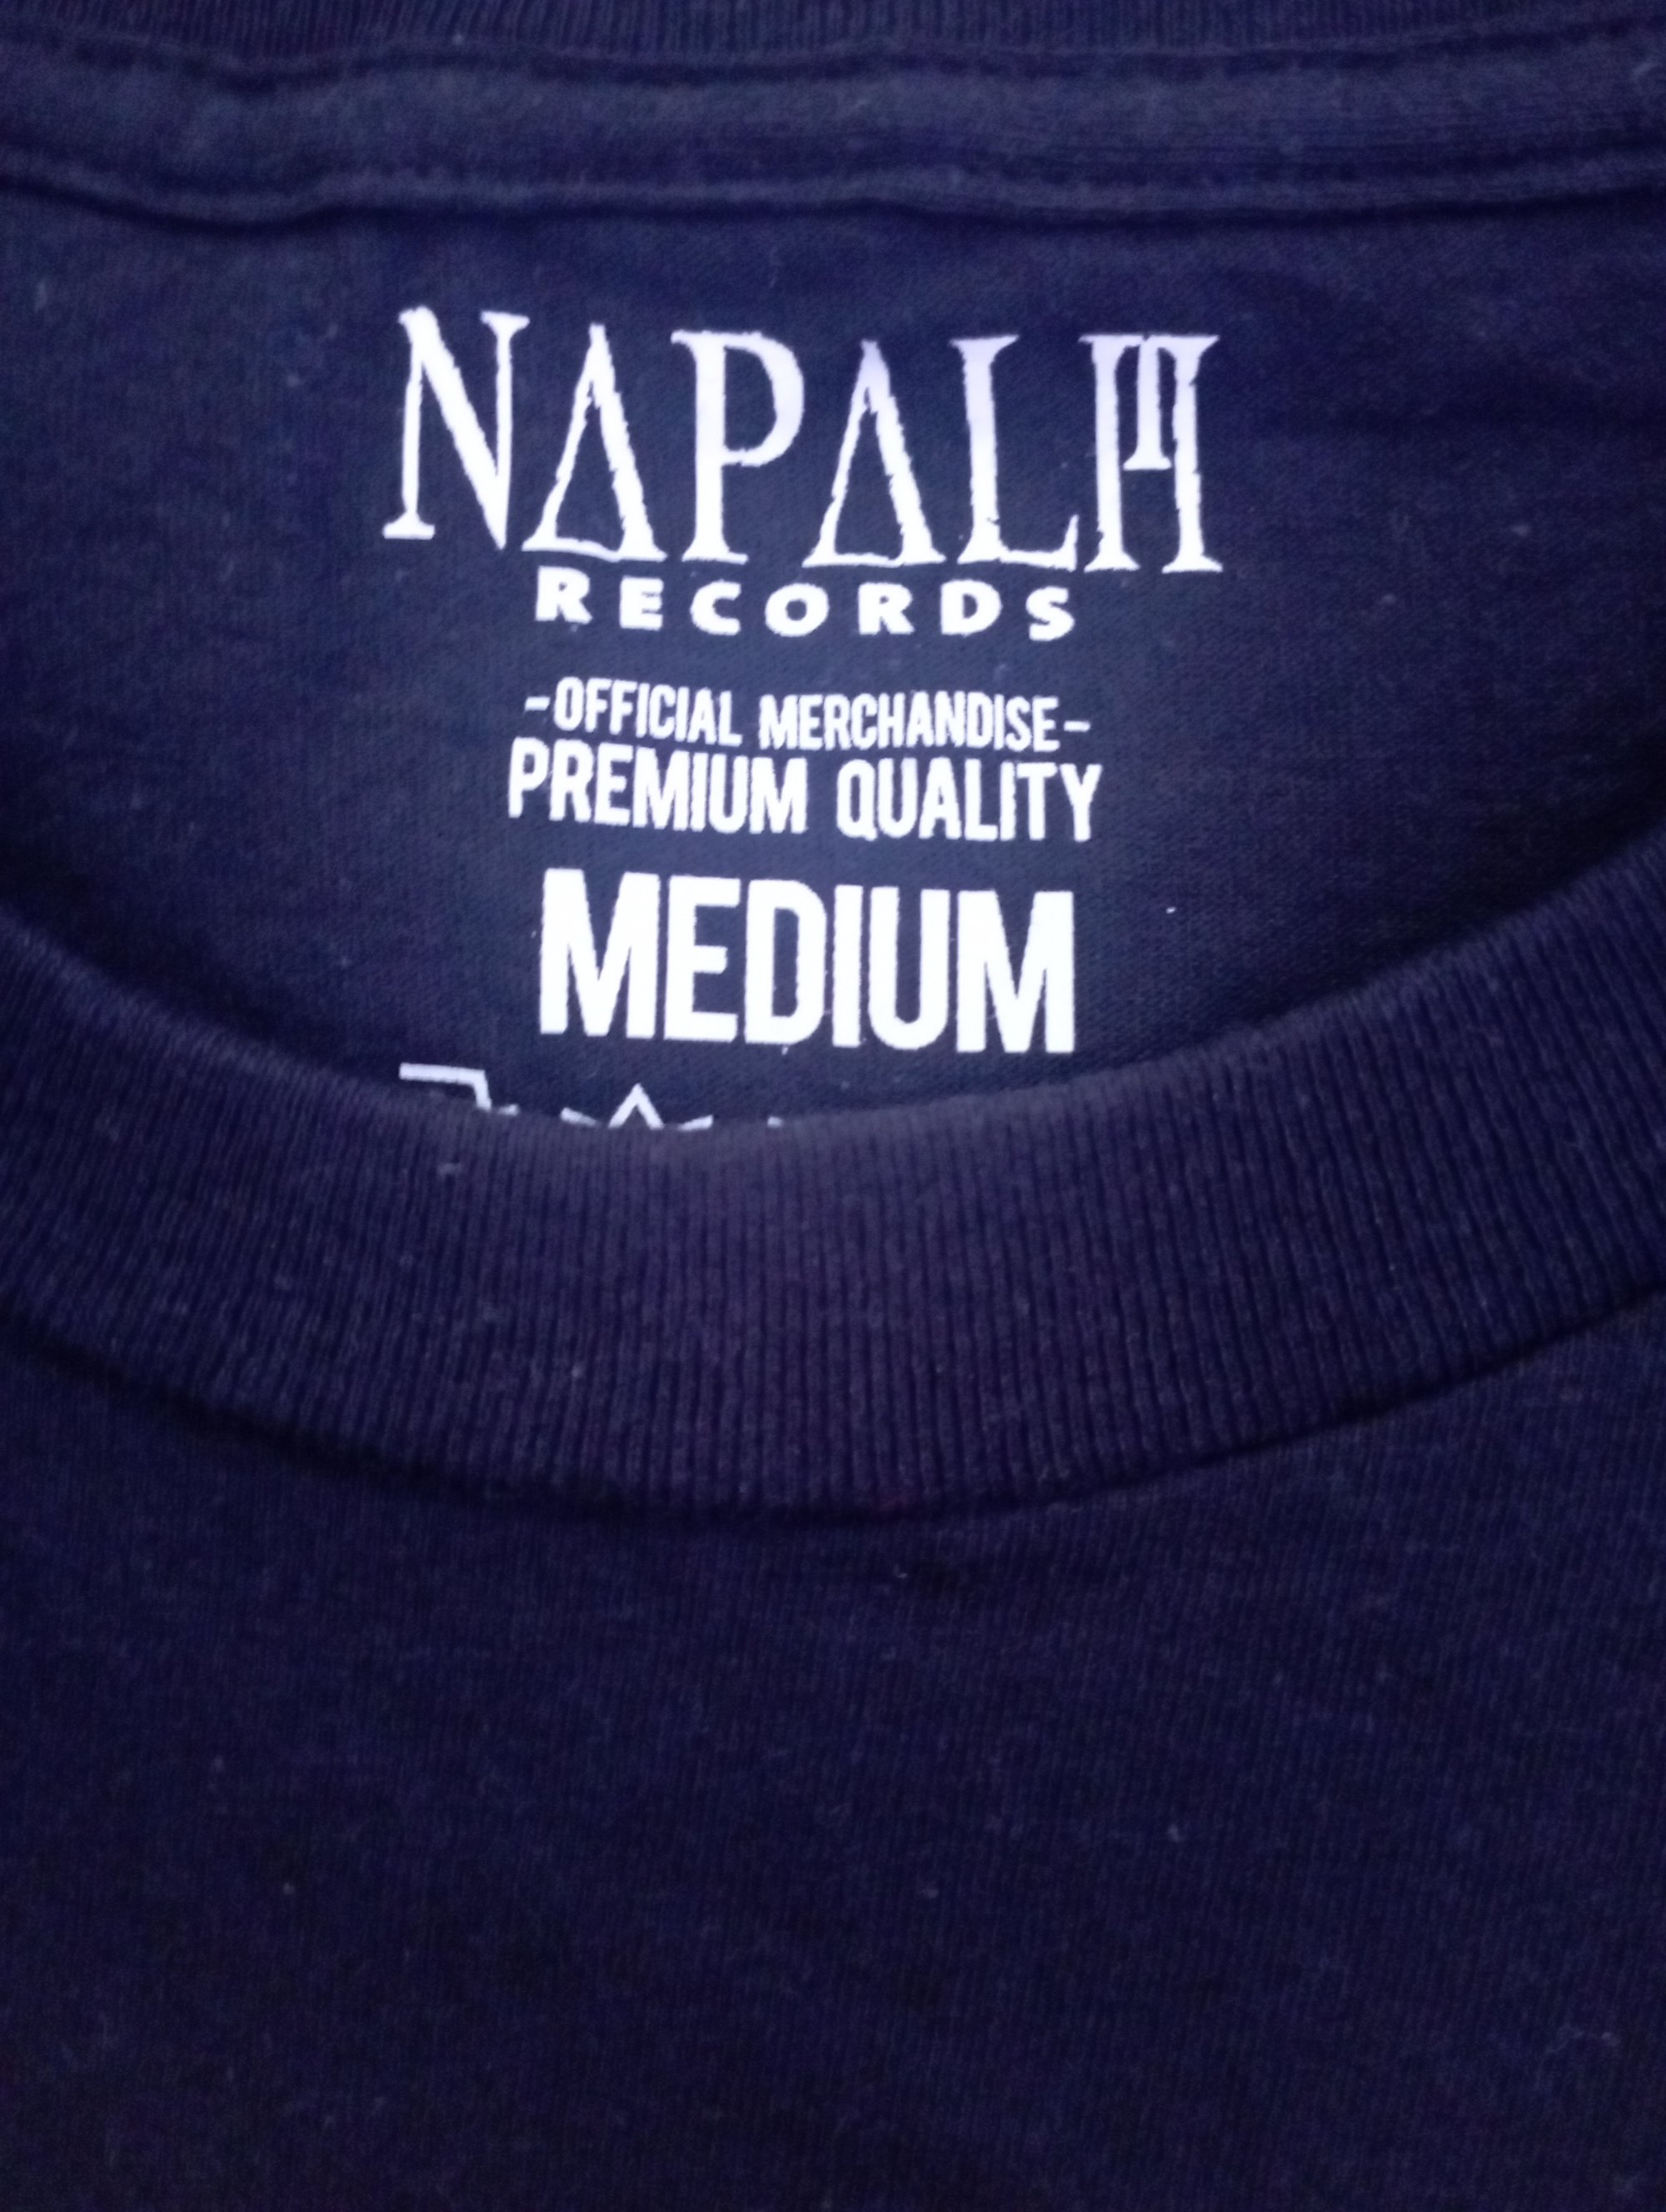 NAPALM
RECORDS
-OFFICIAL MERCHANDISE-
PREMIUM QUALITY
MEDIUM